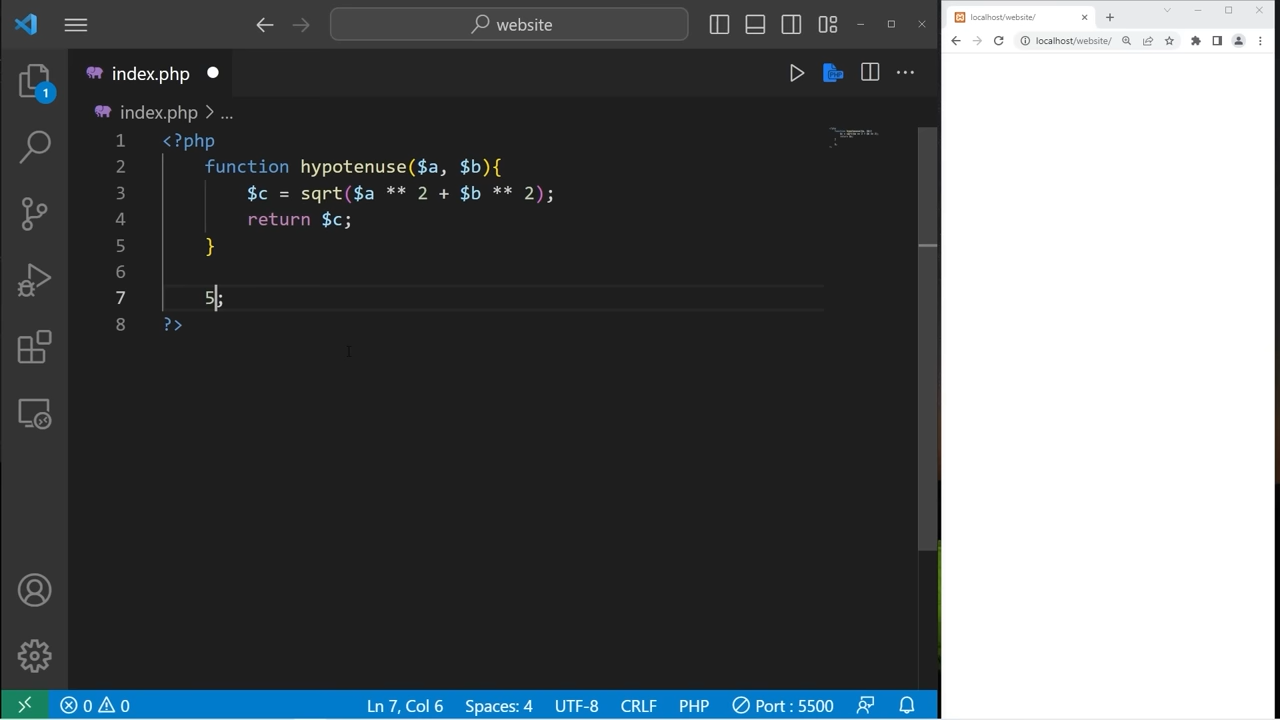 website
index.php
index.php > ...
1 <?php
2 function hypotenuse($a, $b){
3 $c = sqrt($a ** 2 + $b ** 2);
4 return $c;
5 }
6
7 5;
8 ?>
1
PHP
0 0
Ln 7, Col 6 Spaces: 4 UTF-8 CRLF PHP Port : 5500
localhost/website/
localhost/website/